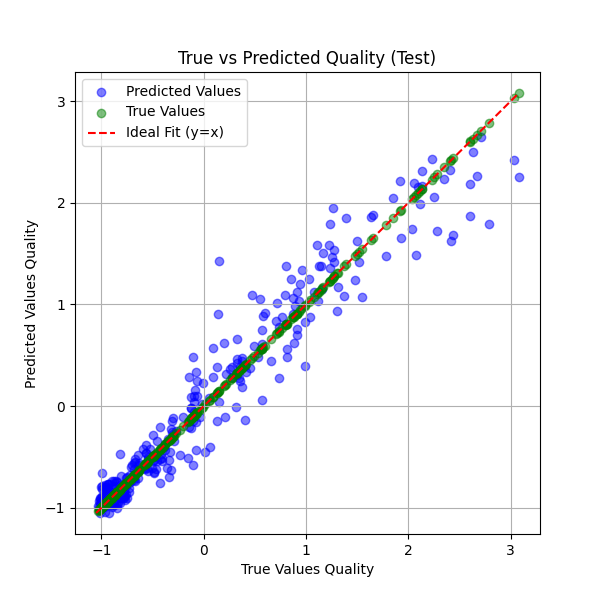 True vs Predicted Quality (Test)
Predicted Values
True Values
Ideal Fit (y=x)
Predicted Values Quality
3
2
1
0
−1
−1 0 1 2 3
True Values Quality